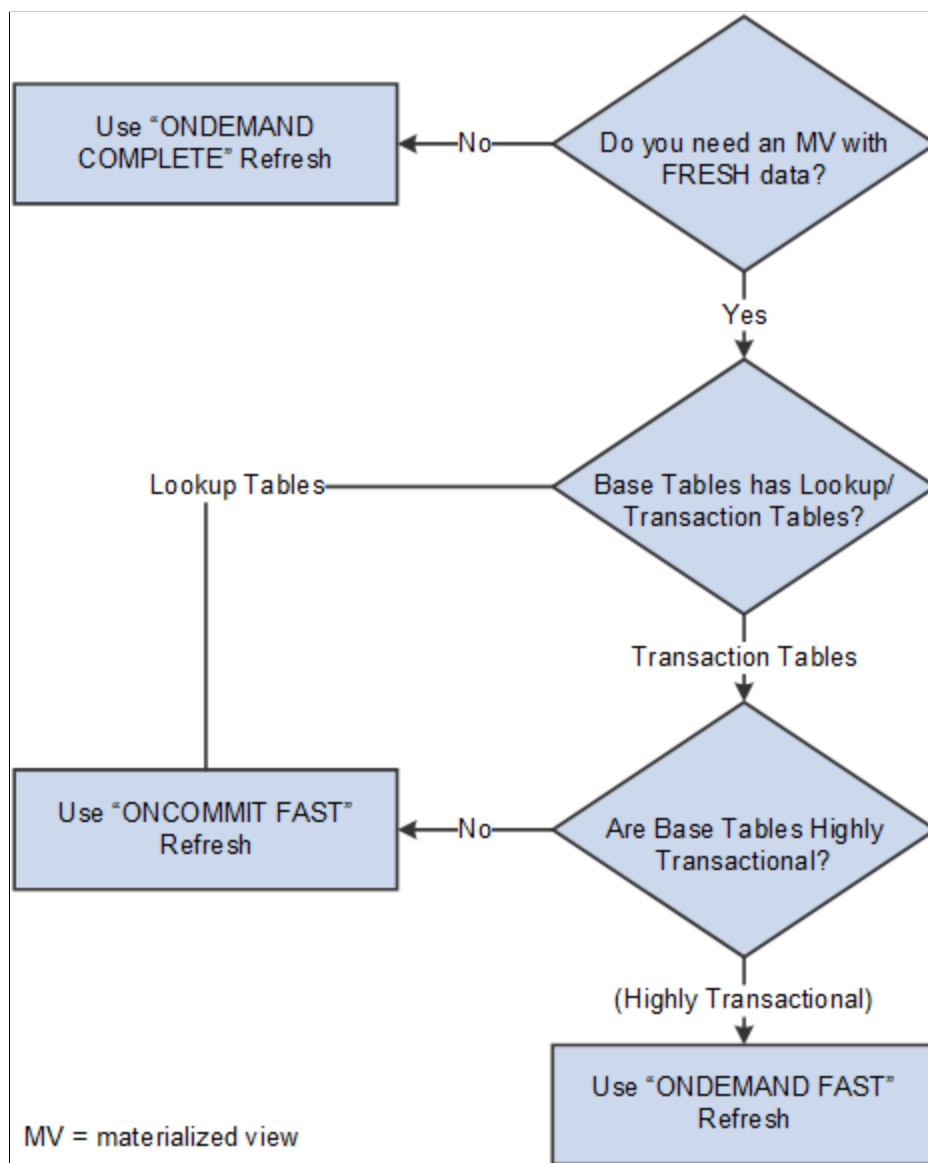 Use “ONDEMAND
COMPLETE” Refresh
No
Do you need an MV with
FRESH data?
Yes
Lookup Tables
Base Tables has Lookup/
Transaction Tables?
Transaction Tables
Use “ONCOMMIT FAST”
Refresh
No
Are Base Tables Highly
Transactional?
(Highly Transactional)
Use “ONDEMAND FAST”
Refresh
MV = materialized view